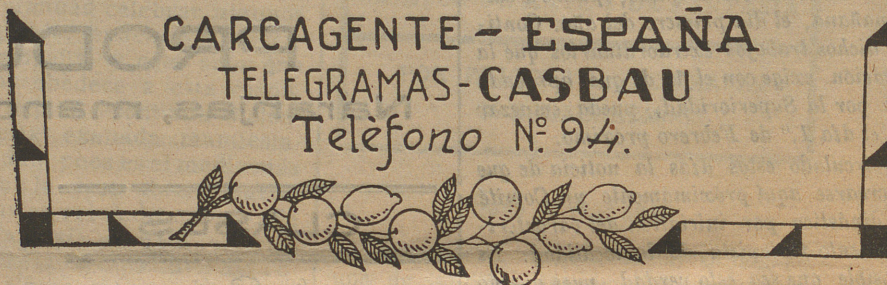 CARCAGENTE - ESPAÑA
TELEGRAMAS - CASBAU
Telèfono Nº 94.